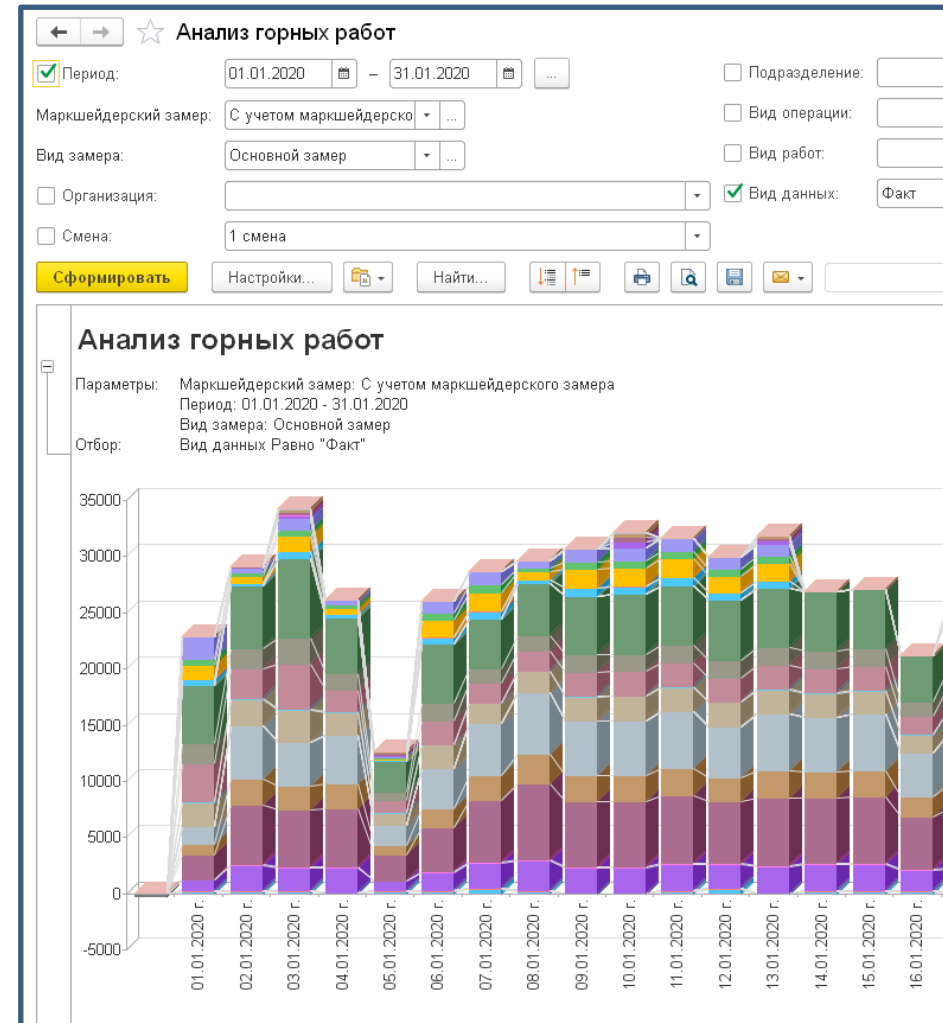 Анализ горных работ
Период: 01.01.2020 – 31.01.2020 ... Подразделение:
Маркшейдерский замер: С учетом маркшейдерско ... Вид операции:
Вид замера: Основной замер ... Вид работ:
Организация: Вид данных: Факт
Смена: 1 смена
Сформировать Настройки... Найти...
Анализ горных работ
Параметры: Маркшейдерский замер: С учетом маркшейдерского замера
Период: 01.01.2020 - 31.01.2020
Вид замера: Основной замер
Отбор: Вид данных Равно "Факт"
35000
30000
25000
20000
15000
10000
5000
0
-5000
01.01.2020 г.
02.01.2020 г.
03.01.2020 г.
04.01.2020 г.
05.01.2020 г.
06.01.2020 г.
07.01.2020 г.
08.01.2020 г.
09.01.2020 г.
10.01.2020 г.
11.01.2020 г.
12.01.2020 г.
13.01.2020 г.
14.01.2020 г.
15.01.2020 г.
16.01.2020 г.